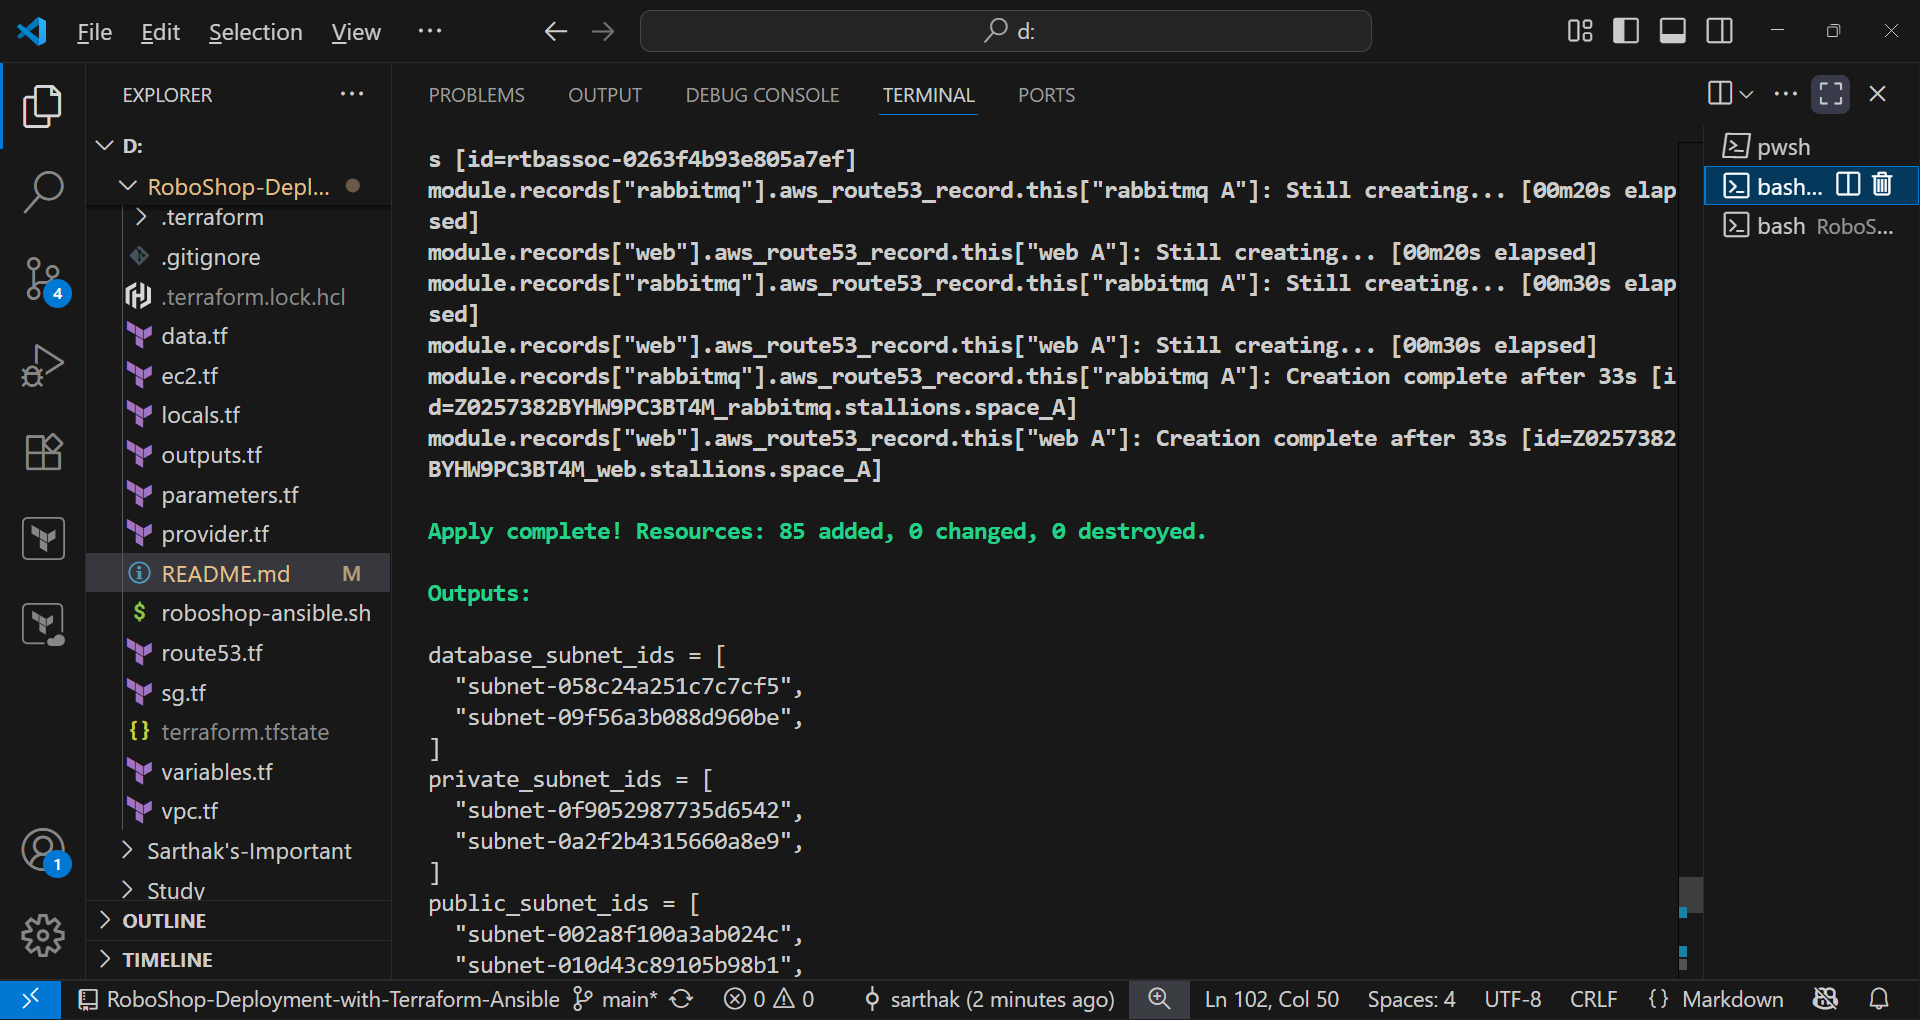 File Edit Selection View ··· d:
EXPLORER ···
D:
RoboShop-Depl...
.terraform
.gitignore
.terraform.lock.hcl
data.tf
ec2.tf
locals.tf
outputs.tf
parameters.tf
provider.tf
README.md M
roboshop-ansible.sh
route53.tf
sg.tf
terraform.tfstate
variables.tf
vpc.tf
Sarthak's-Important
Study
OUTLINE
TIMELINE
4
1
PROBLEMS OUTPUT DEBUG CONSOLE TERMINAL PORTS
s [id=rtbassoc-0263f4b93e805a7ef]
module.records["rabbitmq"].aws_route53_record.this["rabbitmq A"]: Still creating... [00m20s elap
sed]
module.records["web"].aws_route53_record.this["web A"]: Still creating... [00m20s elapsed]
module.records["rabbitmq"].aws_route53_record.this["rabbitmq A"]: Still creating... [00m30s elap
sed]
module.records["web"].aws_route53_record.this["web A"]: Still creating... [00m30s elapsed]
module.records["rabbitmq"].aws_route53_record.this["rabbitmq A"]: Creation complete after 33s [i
d=Z0257382BYHW9PC3BT4M_rabbitmq.stallions.space_A]
module.records["web"].aws_route53_record.this["web A"]: Creation complete after 33s [id=Z0257382
BYHW9PC3BT4M_web.stallions.space_A]
Apply complete! Resources: 85 added, 0 changed, 0 destroyed.
Outputs:
database_subnet_ids = [
"subnet-058c24a251c7c7cf5",
"subnet-09f56a3b088d960be",
]
private_subnet_ids = [
"subnet-0f9052987735d6542",
"subnet-0a2f2b4315660a8e9",
]
public_subnet_ids = [
"subnet-002a8f100a3ab024c",
"subnet-010d43c89105b98b1",
pwsh
bash...
bash RoboS...
RoboShop-Deployment-with-Terraform-Ansible main* 0 0 sarthak (2 minutes ago) Ln 102, Col 50 Spaces: 4 UTF-8 CRLF {} Markdown